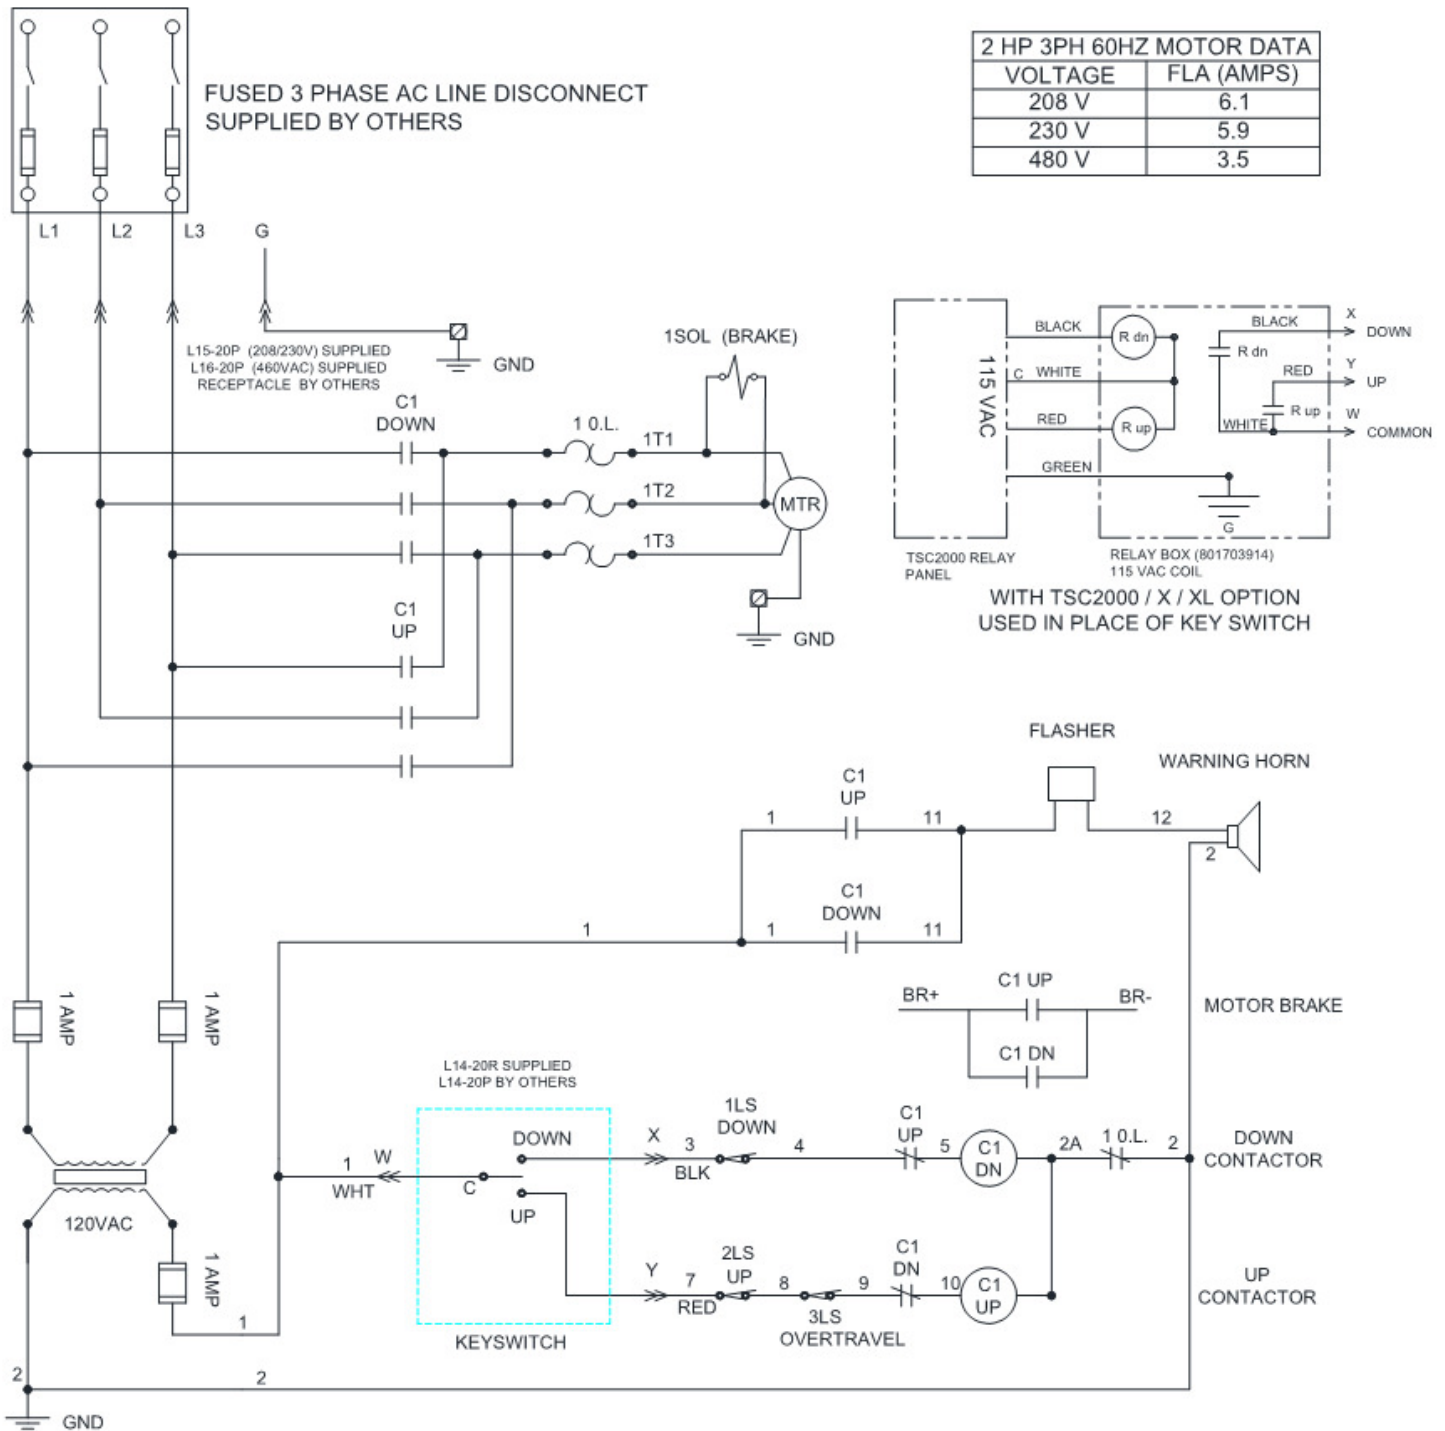 2 HP 3PH 60HZ MOTOR DATA
VOLTAGE FLA (AMPS)
208 V 6.1
230 V 5.9
480 V 3.5
FUSED 3 PHASE AC LINE DISCONNECT
SUPPLIED BY OTHERS
L1 L2 L3 G
L15-20P (208/230V) SUPPLIED
L16-20P (460VAC) SUPPLIED
RECEPTACLE BY OTHERS
GND
1SOL (BRAKE)
C1
DOWN
1 O.L.
1T1
1T2
1T3
MTR
GND
C1
UP
115 VAC
BLACK
C WHITE
RED
GREEN
R dn
R up
BLACK
R dn
RED
R up
WHITE
G
X
DOWN
Y
UP
W
COMMON
TSC2000 RELAY
PANEL
RELAY BOX (801703914)
115 VAC COIL
WITH TSC2000 / X / XL OPTION
USED IN PLACE OF KEY SWITCH
FLASHER
WARNING HORN
C1
UP
1 11 12
2
C1
DOWN
1 1 11
1 AMP
1 AMP
C1 UP
BR+ BR-
C1 DN
MOTOR BRAKE
L14-20R SUPPLIED
L14-20P BY OTHERS
1 W
WHT
C
DOWN
UP
KEYSWITCH
X 3
BLK
1LS
DOWN
4
C1
UP
5
C1
DN
2A
1 O.L.
2
DOWN
CONTACTOR
Y 7
RED
2LS
UP
8
3LS
OVERTRAVEL
9
C1
DN
10
C1
UP
UP
CONTACTOR
120VAC
1 AMP
1
2 2
GND